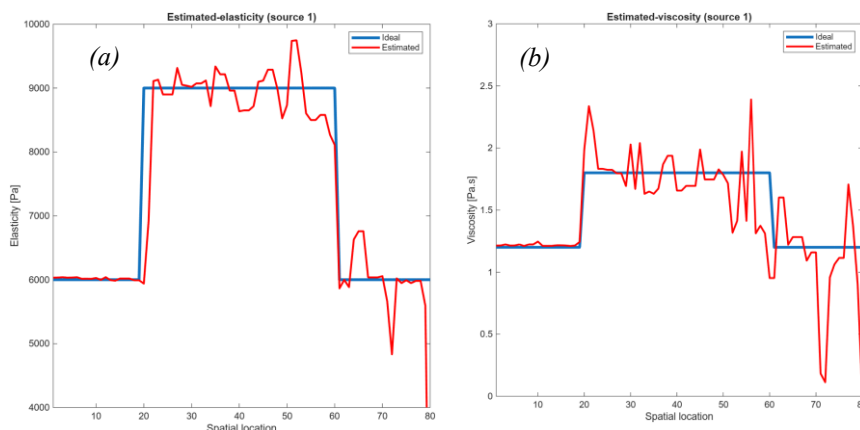 Estimated-elasticity (source 1)
(a)
Ideal
Estimated
Elasticity [Pa]
10000
9000
8000
7000
6000
5000
4000
10 20 30 40 50 60 70 80
Spatial location
Estimated-viscosity (source 1)
(b)
Ideal
Estimated
Viscosity [Pa.s]
3
2.5
2
1.5
1
0.5
0
10 20 30 40 50 60 70 80
Spatial location